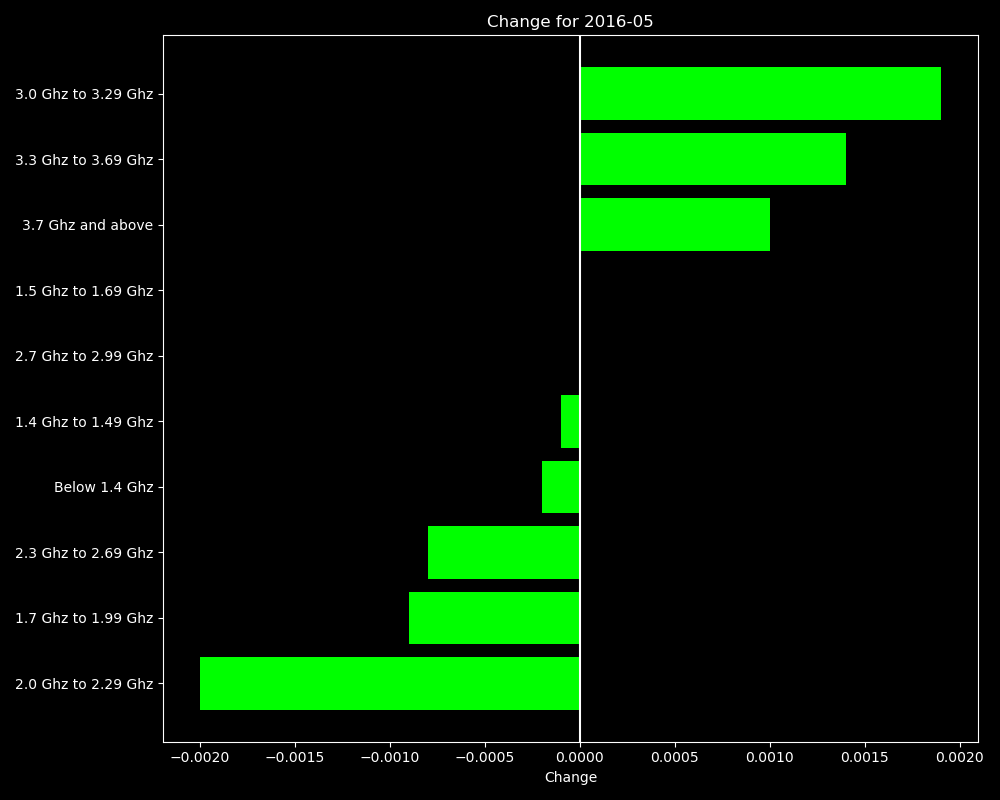 Change for 2016-05
3.0 Ghz to 3.29 Ghz
3.3 Ghz to 3.69 Ghz
3.7 Ghz and above
1.5 Ghz to 1.69 Ghz
2.7 Ghz to 2.99 Ghz
1.4 Ghz to 1.49 Ghz
Below 1.4 Ghz
2.3 Ghz to 2.69 Ghz
1.7 Ghz to 1.99 Ghz
2.0 Ghz to 2.29 Ghz
−0.0020 −0.0015 −0.0010 −0.0005 0.0000 0.0005 0.0010 0.0015 0.0020
Change